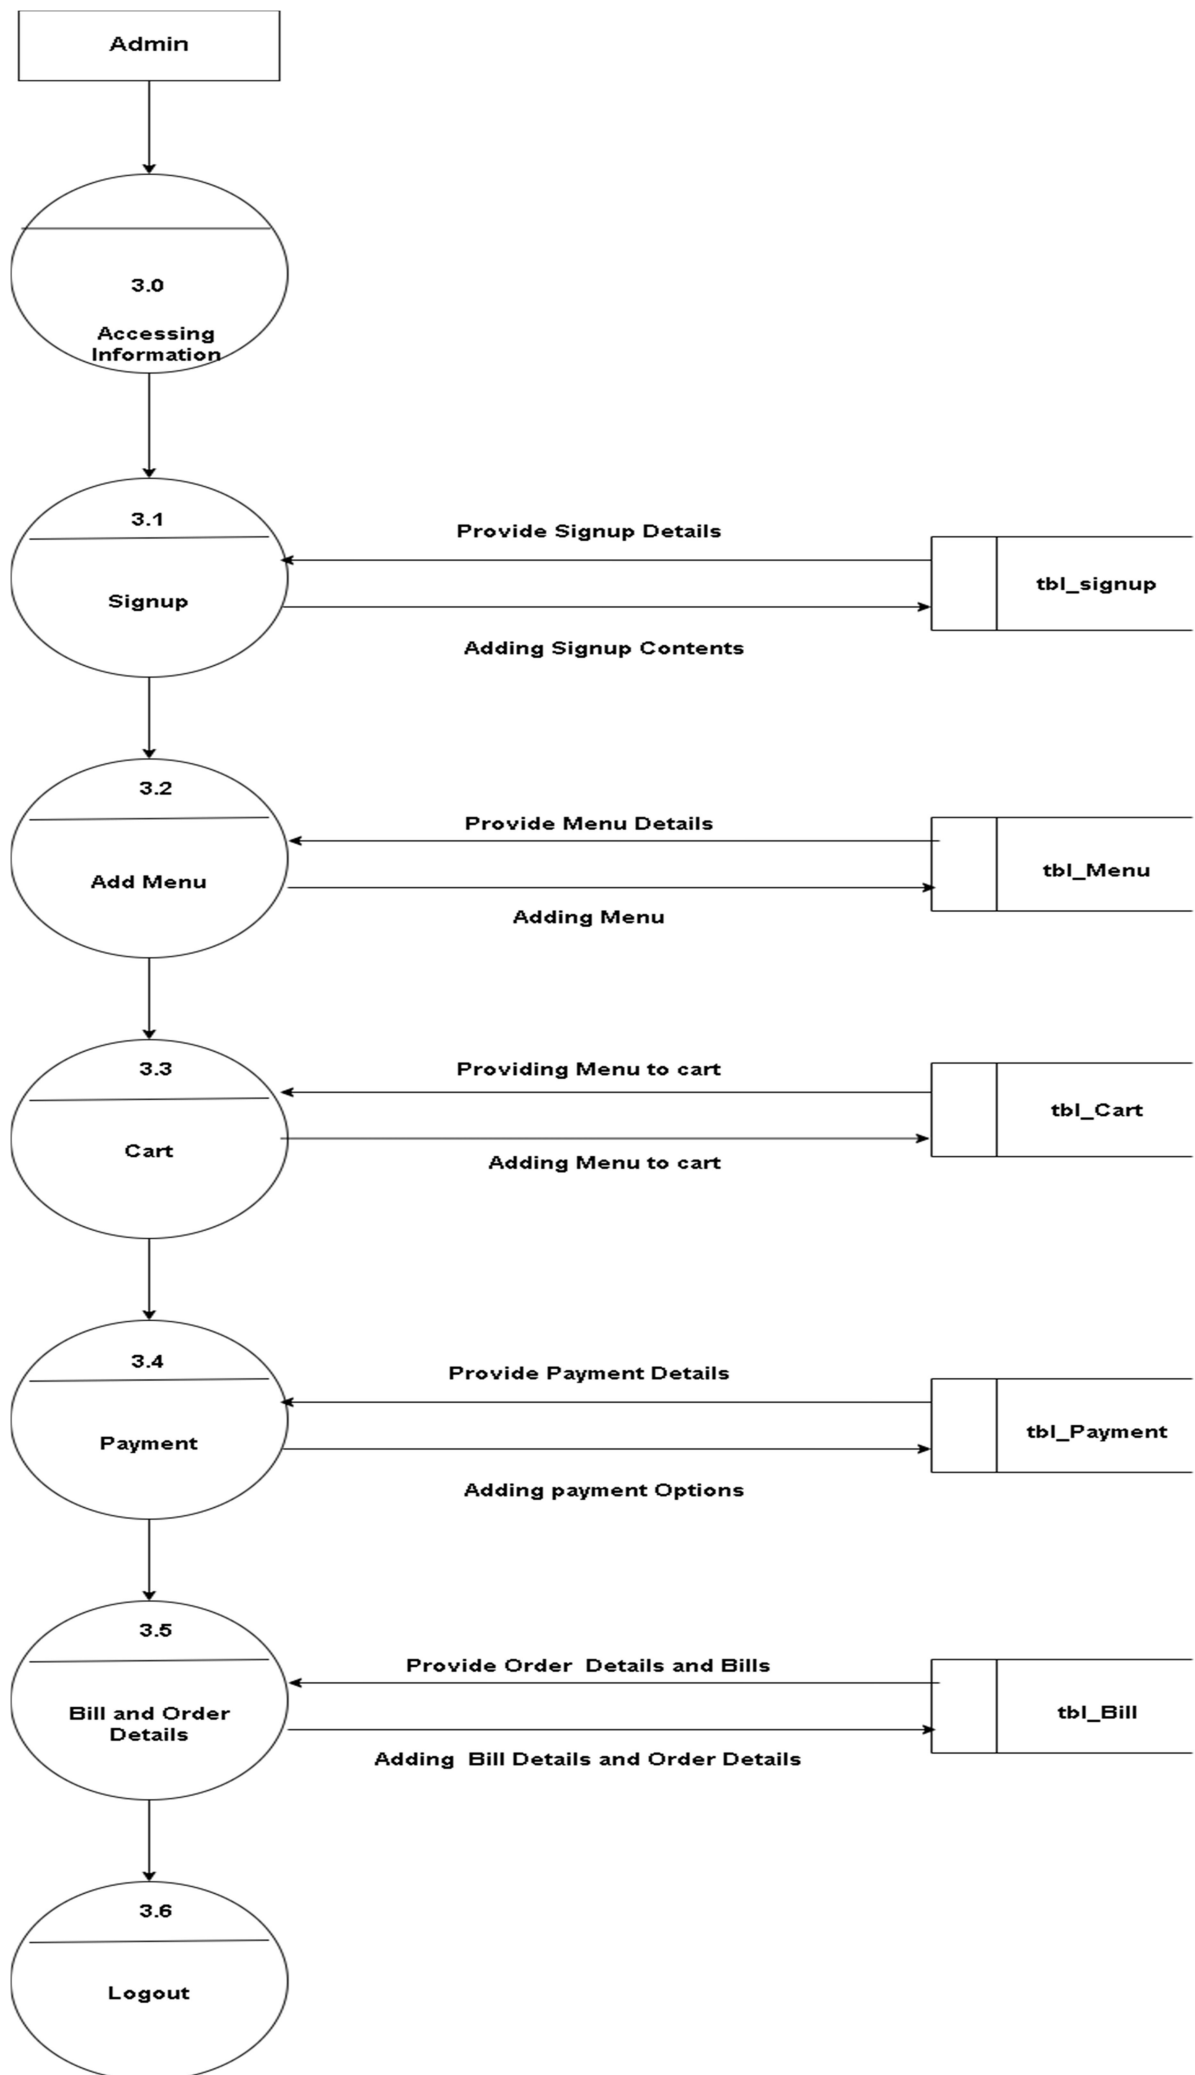 Admin
3.0
Accessing
Information
3.1
Provide Signup Details
Signup
tbl_signup
Adding Signup Contents
3.2
Provide Menu Details
Add Menu
tbl_Menu
Adding Menu
3.3
Providing Menu to cart
Cart
tbl_Cart
Adding Menu to cart
3.4
Provide Payment Details
Payment
tbl_Payment
Adding payment Options
3.5
Provide Order Details and Bills
Bill and Order
Details
tbl_Bill
Adding Bill Details and Order Details
3.6
Logout